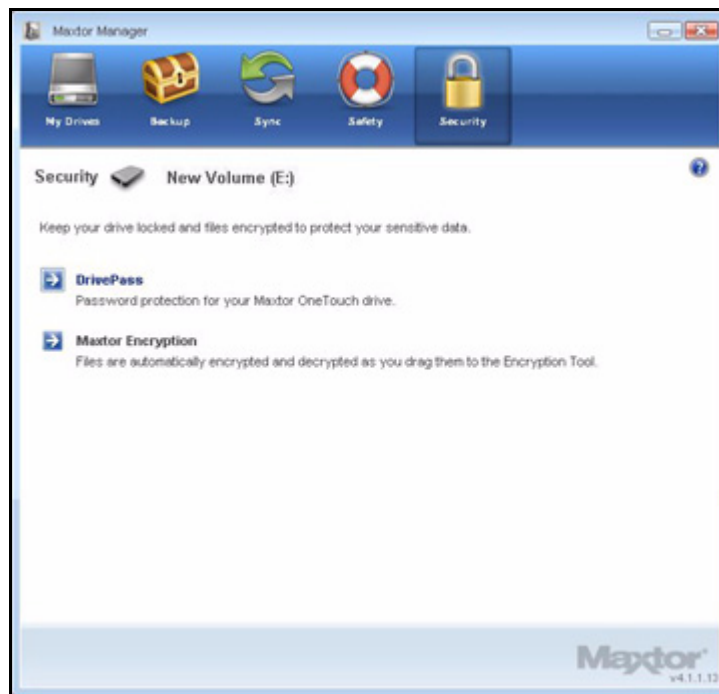 Maxtor Manager
My Drives Backup Sync Safety Security
Security New Volume (E:)
Keep your drive locked and files encrypted to protect your sensitive data.
DrivePass
Password protection for your Maxtor OneTouch drive.
Maxtor Encryption
Files are automatically encrypted and decrypted as you drag them to the Encryption Tool.
Maxtor